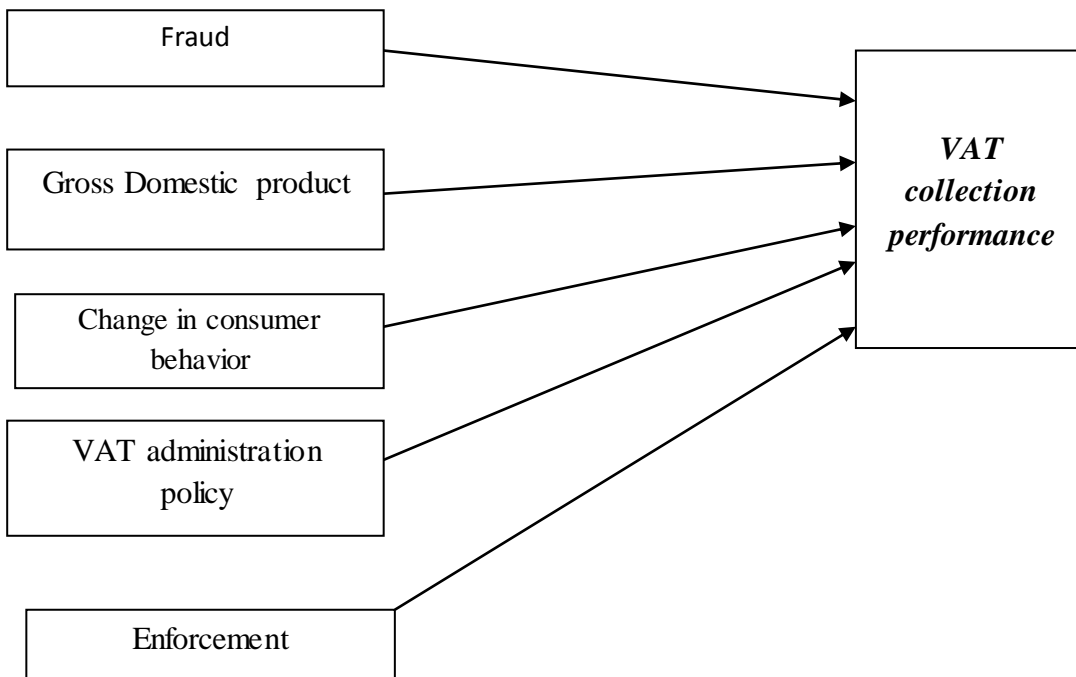 Fraud
Gross Domestic product
Change in consumer
behavior
VAT administration
policy
Enforcement
VAT
collection
performance